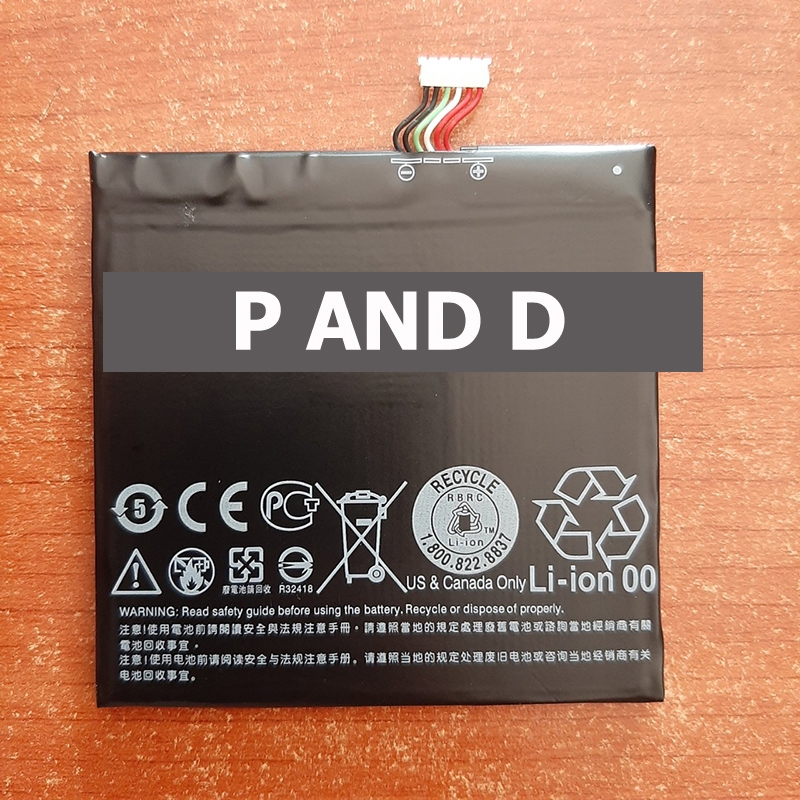 P AND D
5 CE PCT
RECYCLE
RBRC
Li-ion
TM
1.800.822.8837
廢電池請回收
R32418
US & Canada Only
Li-ion 00
WARNING: Read safety guide before using the battery. Recycle or dispose of properly.
注意!使用電池前請閱讀安全與法規注意手冊,請遵照當地的規定處理廢舊電池或諮詢當地經銷商有關
電池回收事宜。
注意!使用电池前请阅读安全与法规注意手册。请遵照当地的规定处理废旧电池或咨询当地经销商有关
电池回收事宜。